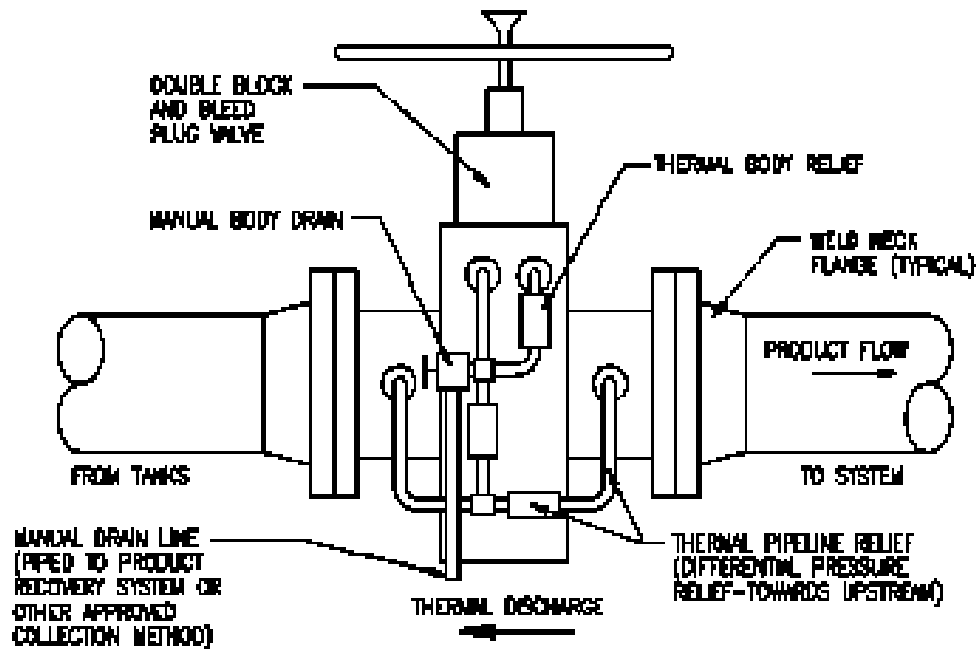 DOUBLE BLOCK
AND BLEED
PLUG VALVE
THERMAL BODY RELIEF
MANUAL BODY DRAIN
WELD NECK
FLANGE (TYPICAL)
PRODUCT FLOW
FROM TANKS
TO SYSTEM
MANUAL DRAIN LINE
(PIPED TO PRODUCT
RECOVERY SYSTEM OR
OTHER APPROVED
COLLECTION METHOD)
THERMAL PIPELINE RELIEF
(DIFFERENTIAL PRESSURE
RELIEF-TOWARDS UPSTREAM)
THERMAL DISCHARGE